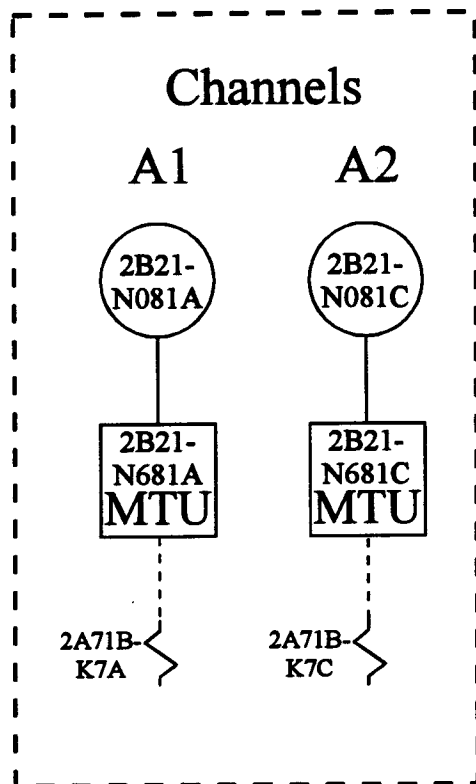 Channels
A1 A2
2B21-
N081A
2B21-
N081C
2B21-
N681A
MTU
2B21-
N681C
MTU
2A71B-
K7A
2A71B-
K7C